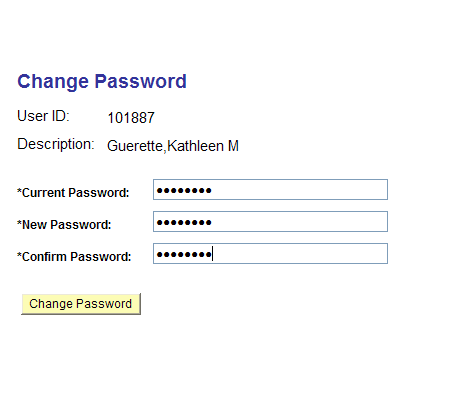 Change Password
User ID: 101887
Description: Guerette,Kathleen M
*Current Password: ••••••••
*New Password: ••••••••
*Confirm Password: ••••••••
Change Password